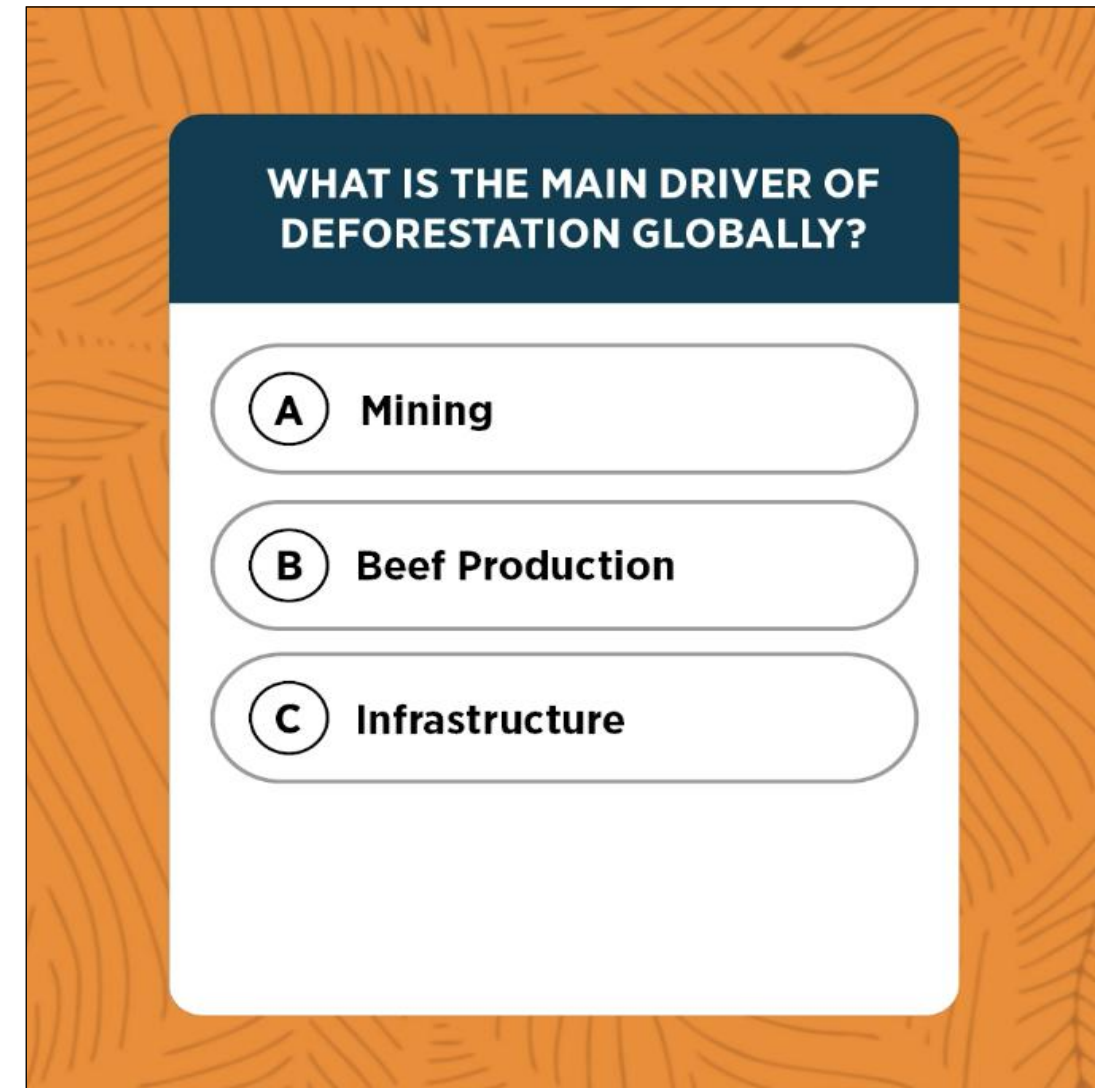 WHAT IS THE MAIN DRIVER OF
DEFORESTATION GLOBALLY?
A Mining
B Beef Production
C Infrastructure